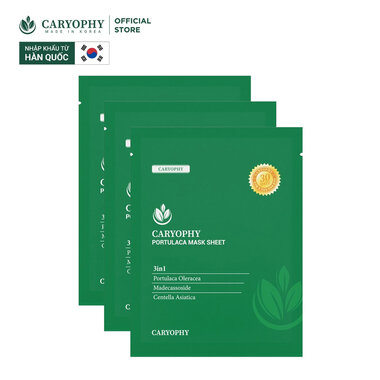 CARYOPHY
MADE IN KOREA
OFFICIAL
STORE
NHẬP KHẨU TỪ
HÀN QUỐC
CARYOPHY
CARYOPHY
PORTULACA MASK SHEET
3in1
Portulaca Oleracea
Madecassoside
Centella Asiatica
CARYOPHY